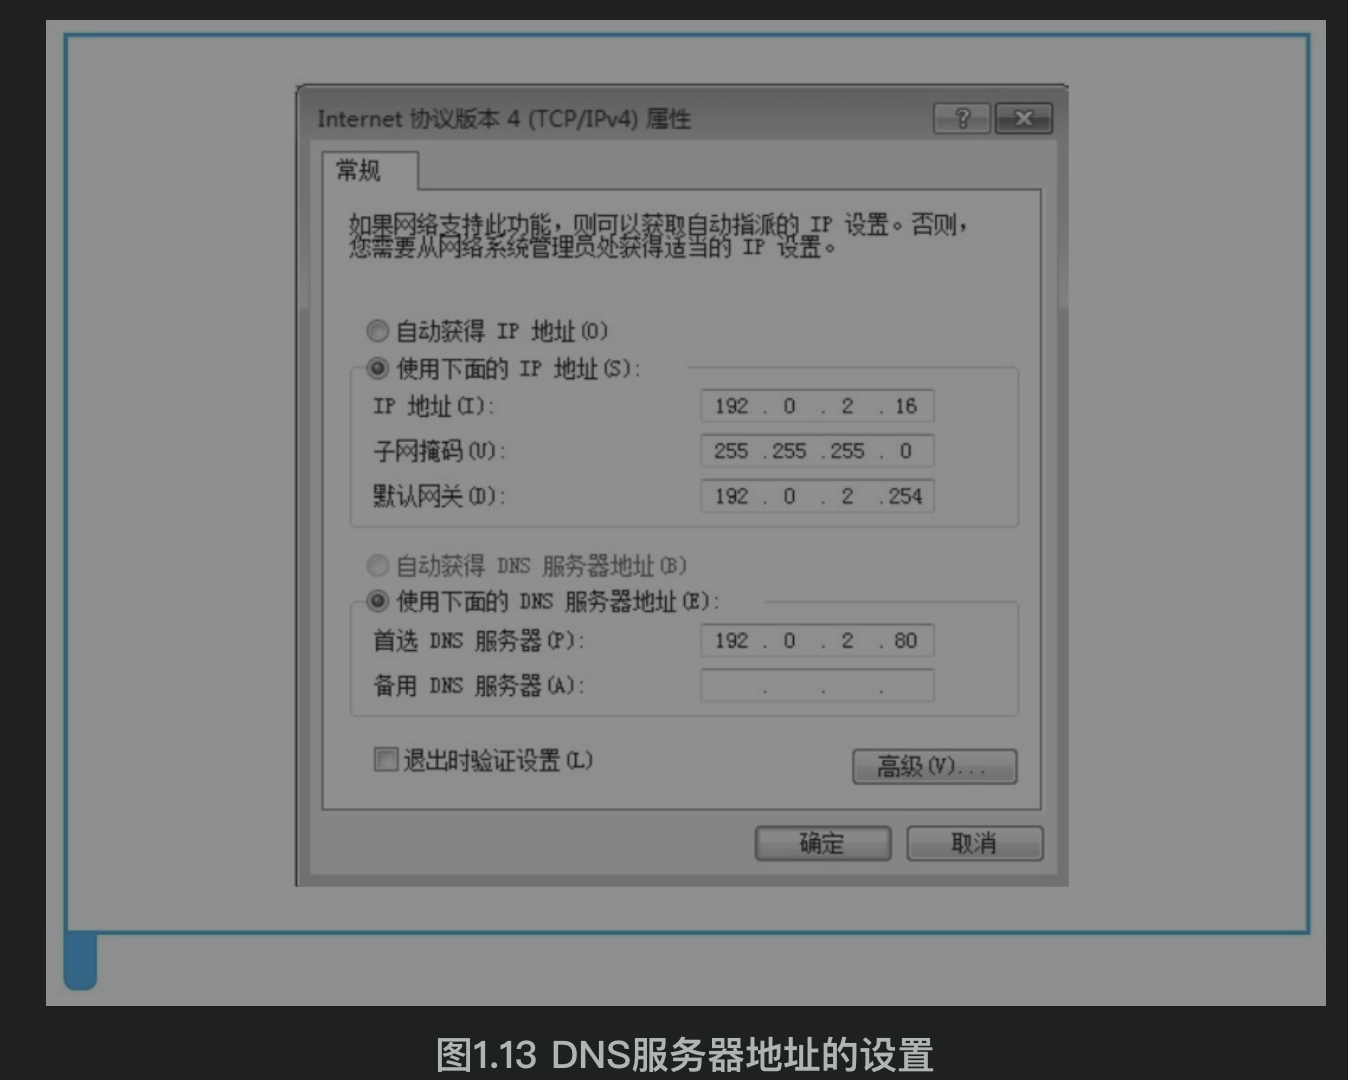 Internet 协议版本 4 (TCP/IPv4) 属性
常规
如果网络支持此功能，则可以获取自动指派的 IP 设置。否则，
您需要从网络系统管理员处获得适当的 IP 设置。
自动获得 IP 地址(O)
使用下面的 IP 地址(S):
IP 地址(I): 192 . 0 . 2 . 16
子网掩码(U): 255 . 255 . 255 . 0
默认网关(D): 192 . 0 . 2 . 254
自动获得 DNS 服务器地址(B)
使用下面的 DNS 服务器地址(E):
首选 DNS 服务器(P): 192 . 0 . 2 . 80
备用 DNS 服务器(A): . . .
退出时验证设置(L)
高级(V)...
确定 取消
图1.13 DNS服务器地址的设置